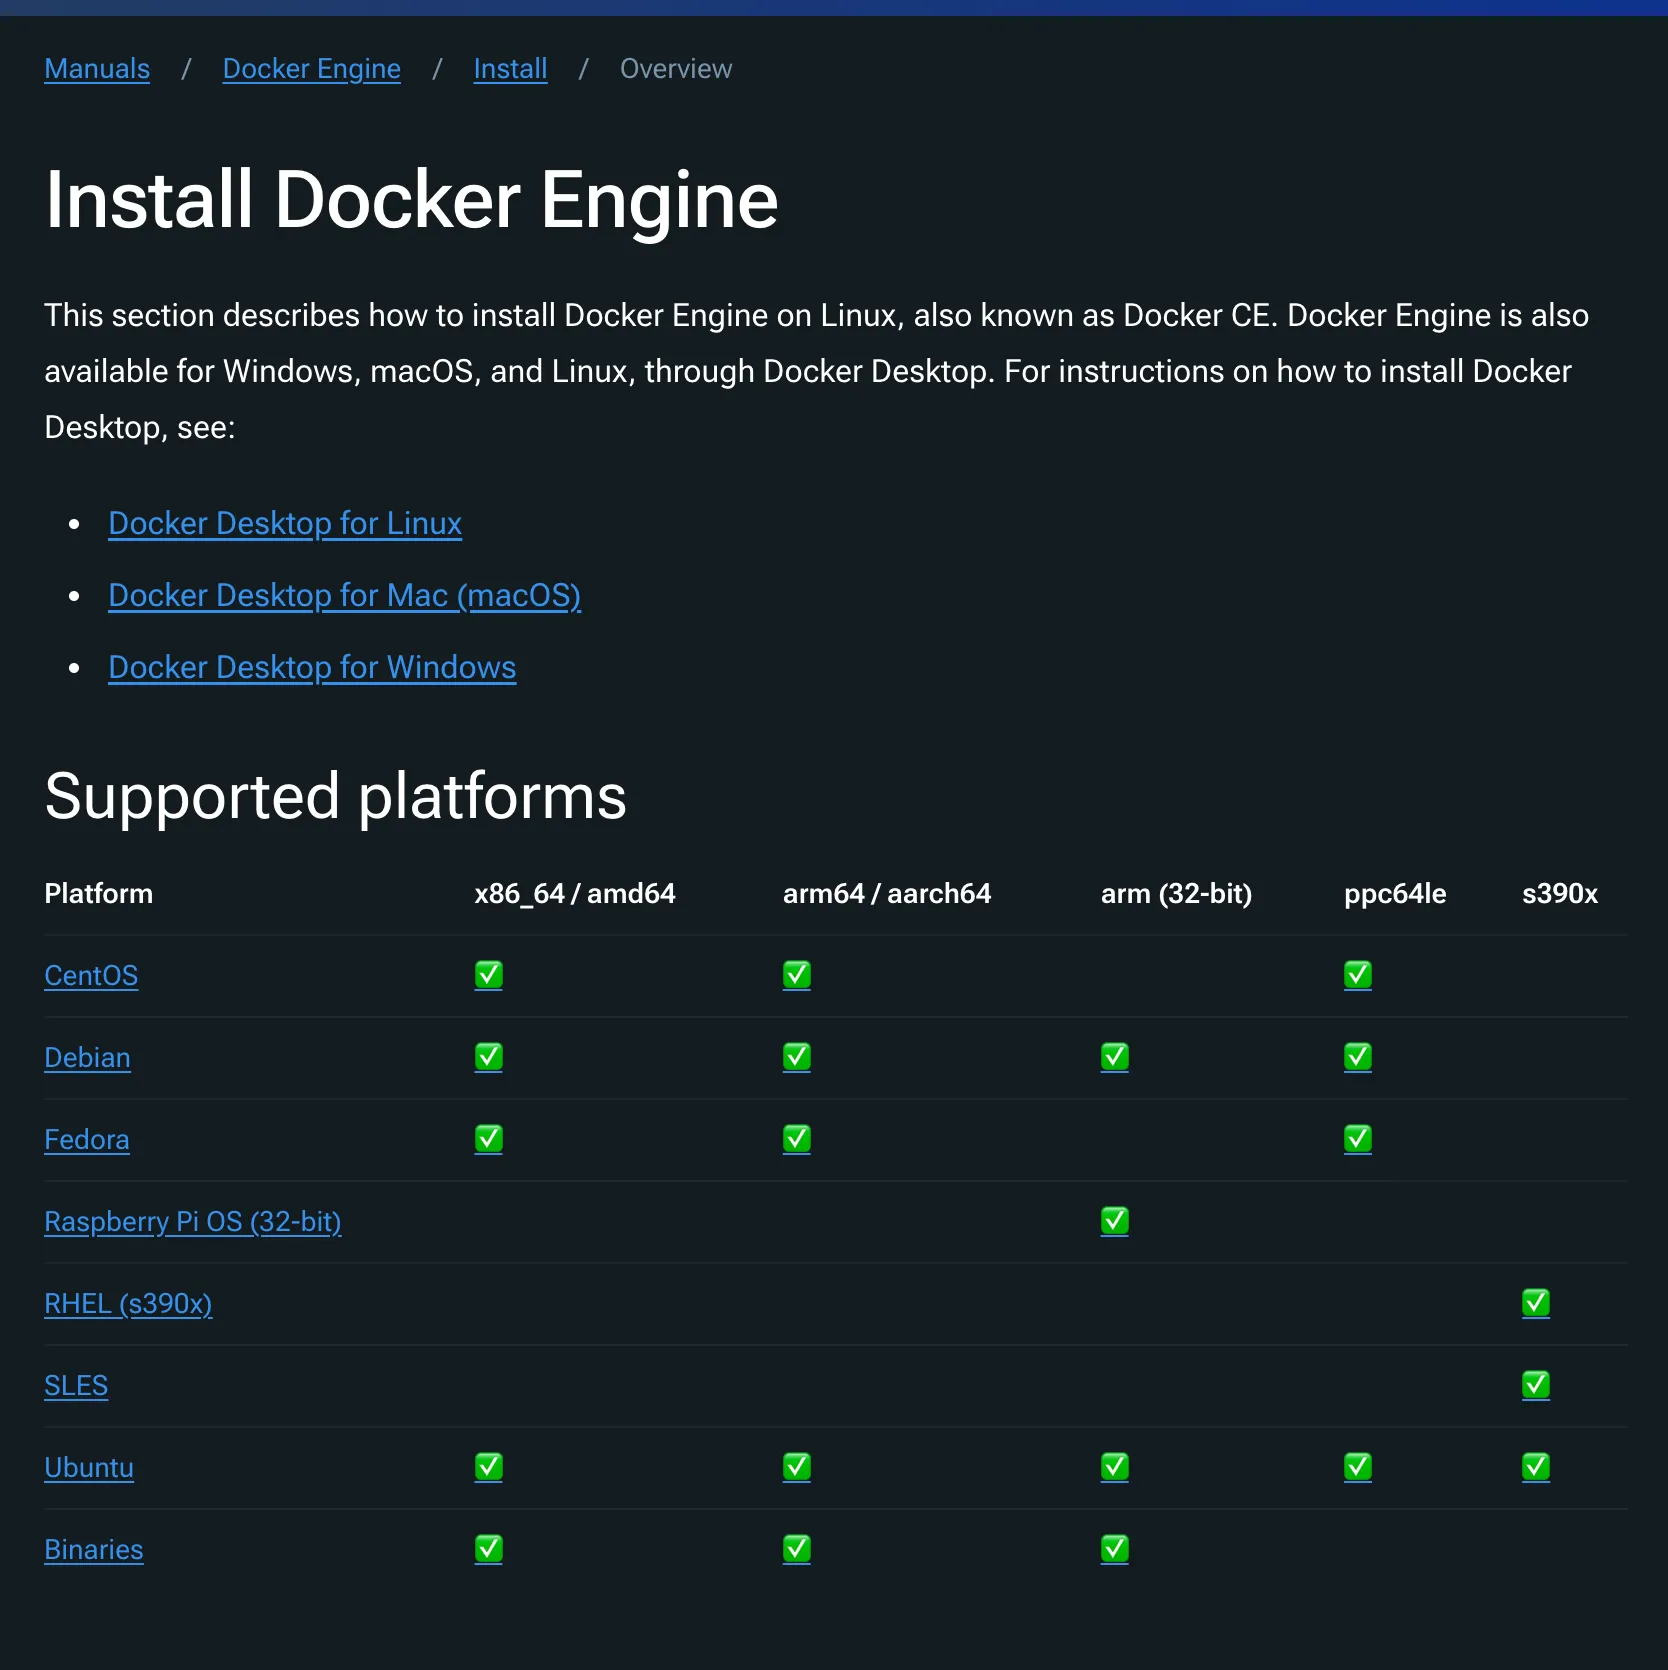 Manuals / Docker Engine / Install / Overview
Install Docker Engine
This section describes how to install Docker Engine on Linux, also known as Docker CE. Docker Engine is also
available for Windows, macOS, and Linux, through Docker Desktop. For instructions on how to install Docker
Desktop, see:
• Docker Desktop for Linux
• Docker Desktop for Mac (macOS)
• Docker Desktop for Windows
Supported platforms
Platform x86_64 / amd64 arm64 / aarch64 arm (32-bit) ppc64le s390x
CentOS ✅ ✅ ✅
Debian ✅ ✅ ✅ ✅
Fedora ✅ ✅ ✅
Raspberry Pi OS (32-bit) ✅
RHEL (s390x) ✅
SLES ✅
Ubuntu ✅ ✅ ✅ ✅ ✅
Binaries ✅ ✅ ✅